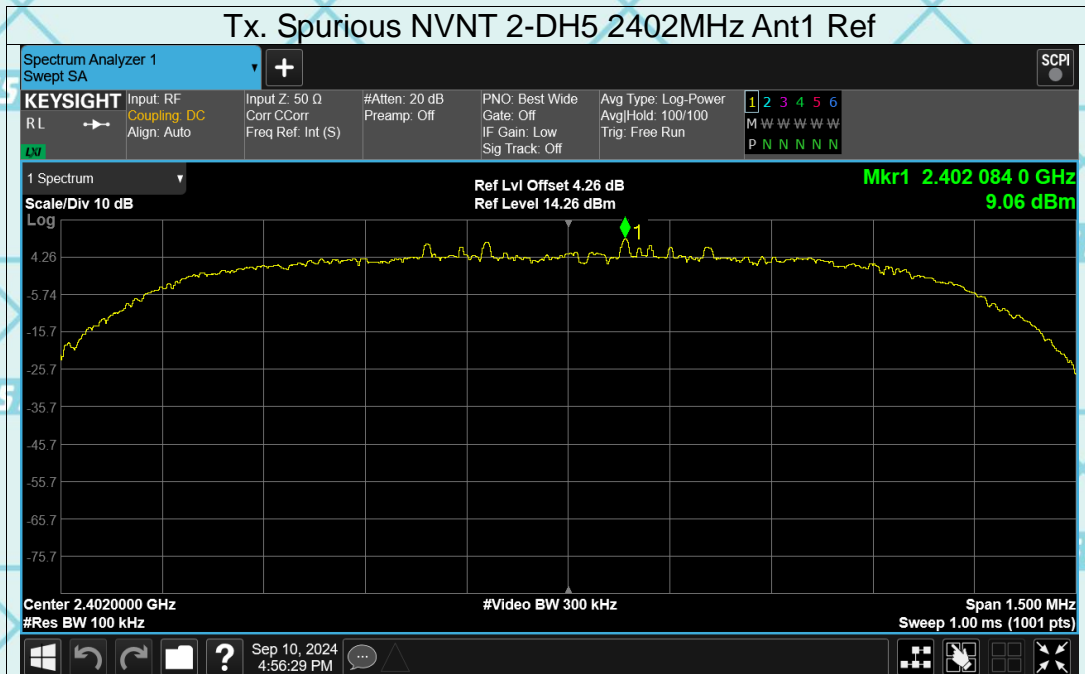 Tx. Spurious NVNT 2-DH5 2402MHz Ant1 Ref
Spectrum Analyzer 1
Swept SA
+
SCPI
KEYSIGHT
R L
LXI
Input: RF
Coupling: DC
Align: Auto
Input Z: 50 Ω
Corr CCorr
Freq Ref: Int (S)
#Atten: 20 dB
Preamp: Off
PNO: Best Wide
Gate: Off
IF Gain: Low
Sig Track: Off
Avg Type: Log-Power
Avg|Hold: 100/100
Trig: Free Run
1 2 3 4 5 6
M W W W W W
P N N N N N
1 Spectrum
Scale/Div 10 dB
Ref Lvl Offset 4.26 dB
Ref Level 14.26 dBm
Mkr1 2.402 084 0 GHz
9.06 dBm
Log
1
4.26
-5.74
-15.7
-25.7
-35.7
-45.7
-55.7
-65.7
-75.7
Center 2.4020000 GHz
#Video BW 300 kHz
Span 1.500 MHz
#Res BW 100 kHz
Sweep 1.00 ms (1001 pts)
?
Sep 10, 2024
4:56:29 PM